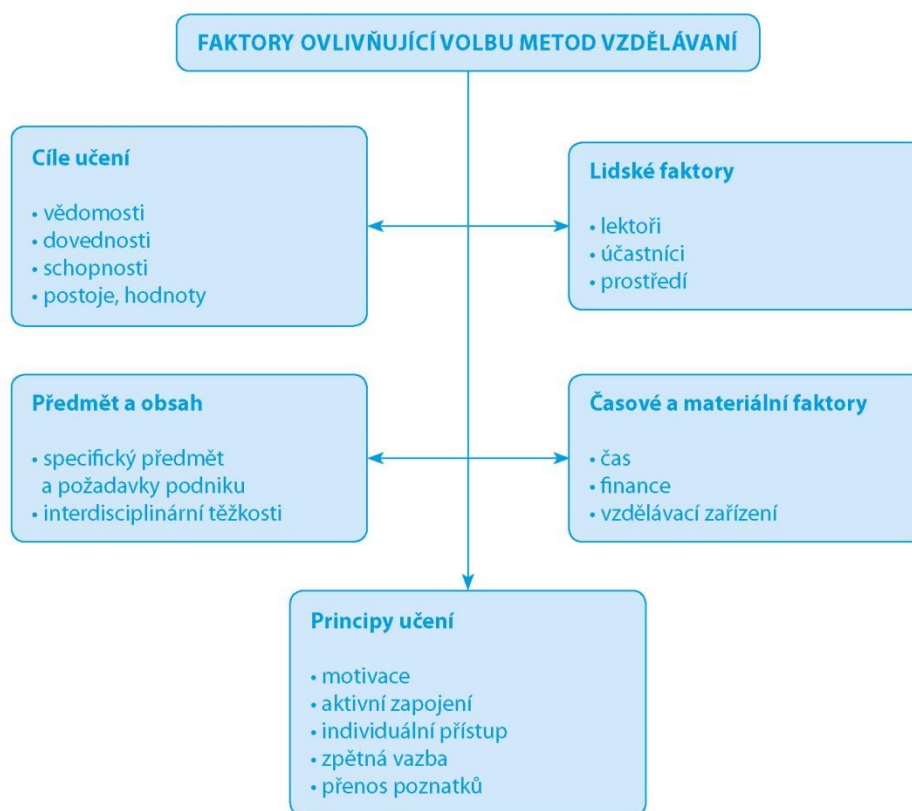 FAKTORY OVLIVŇUJÍCÍ VOLBU METOD VZDĚLÁVANÍ
Cíle učení
• vědomosti
• dovednosti
• schopnosti
• postoje, hodnoty
Lidské faktory
• lektoři
• účastníci
• prostředí
Předmět a obsah
• specifický předmět
a požadavky podniku
• interdisciplinární těžkosti
Časové a materiální faktory
• čas
• finance
• vzdělávací zařízení
Principy učení
• motivace
• aktivní zapojení
• individuální přístup
• zpětná vazba
• přenos poznatků